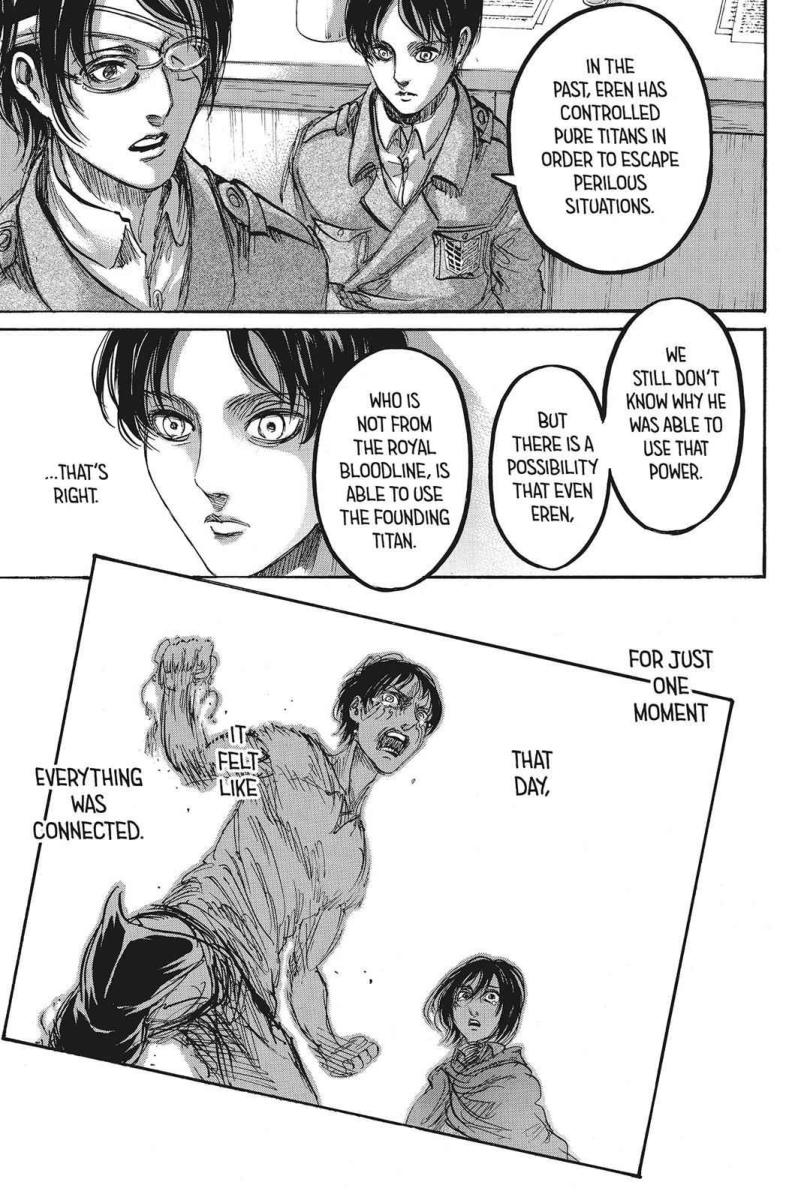 IN THE
PAST, EREN HAS
CONTROLLED
PURE TITANS IN
ORDER TO ESCAPE
PERILOUS
SITUATIONS.
WE
STILL DON'T
KNOW WHY HE
WAS ABLE TO
USE THAT
POWER.
BUT
THERE IS A
POSSIBILITY
THAT EVEN
EREN,
WHO IS
NOT FROM
THE ROYAL
BLOODLINE, IS
ABLE TO USE
THE FOUNDING
TITAN.
...THAT'S
RIGHT.
FOR JUST
ONE
MOMENT
THAT
DAY,
IT
FELT
LIKE
EVERYTHING
WAS
CONNECTED.